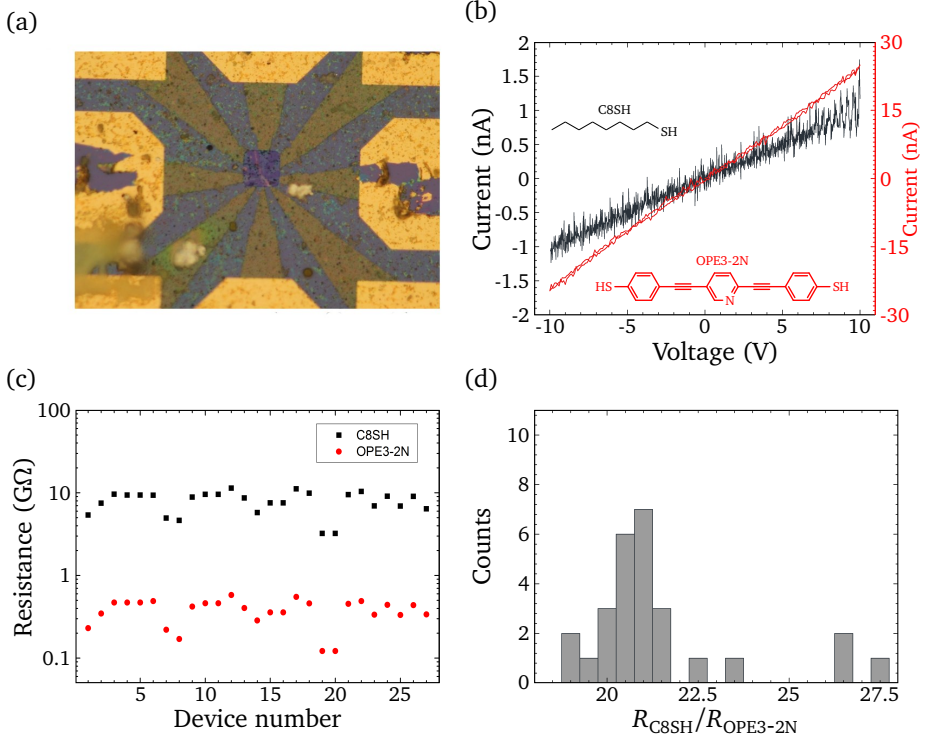 (a)
(b)
2
1.5
1
0.5
0
-0.5
-1
-1.5
-2
Current (nA)
C8SH
SH
OPE3-2N
HS
N
SH
30
15
0
-15
-30
Current (nA)
-10
-5
0
5
10
Voltage (V)
(c)
100
10
1
0.1
Resistance (GΩ)
C8SH
OPE3-2N
5
10
15
20
25
Device number
(d)
10
8
6
4
2
0
Counts
20
22.5
25
27.5
R_C8SH/R_OPE3-2N